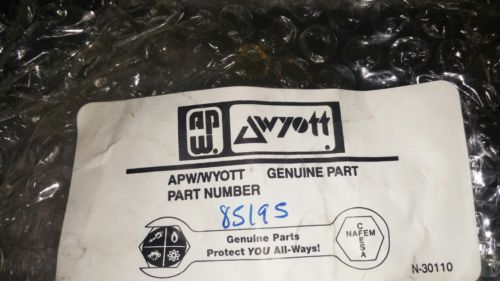 APW.
Wyott
APW/WYOTT GENUINE PART
PART NUMBER
85195
Genuine Parts
Protect YOU All-Ways!
CFESA
NAFEM
N-30110